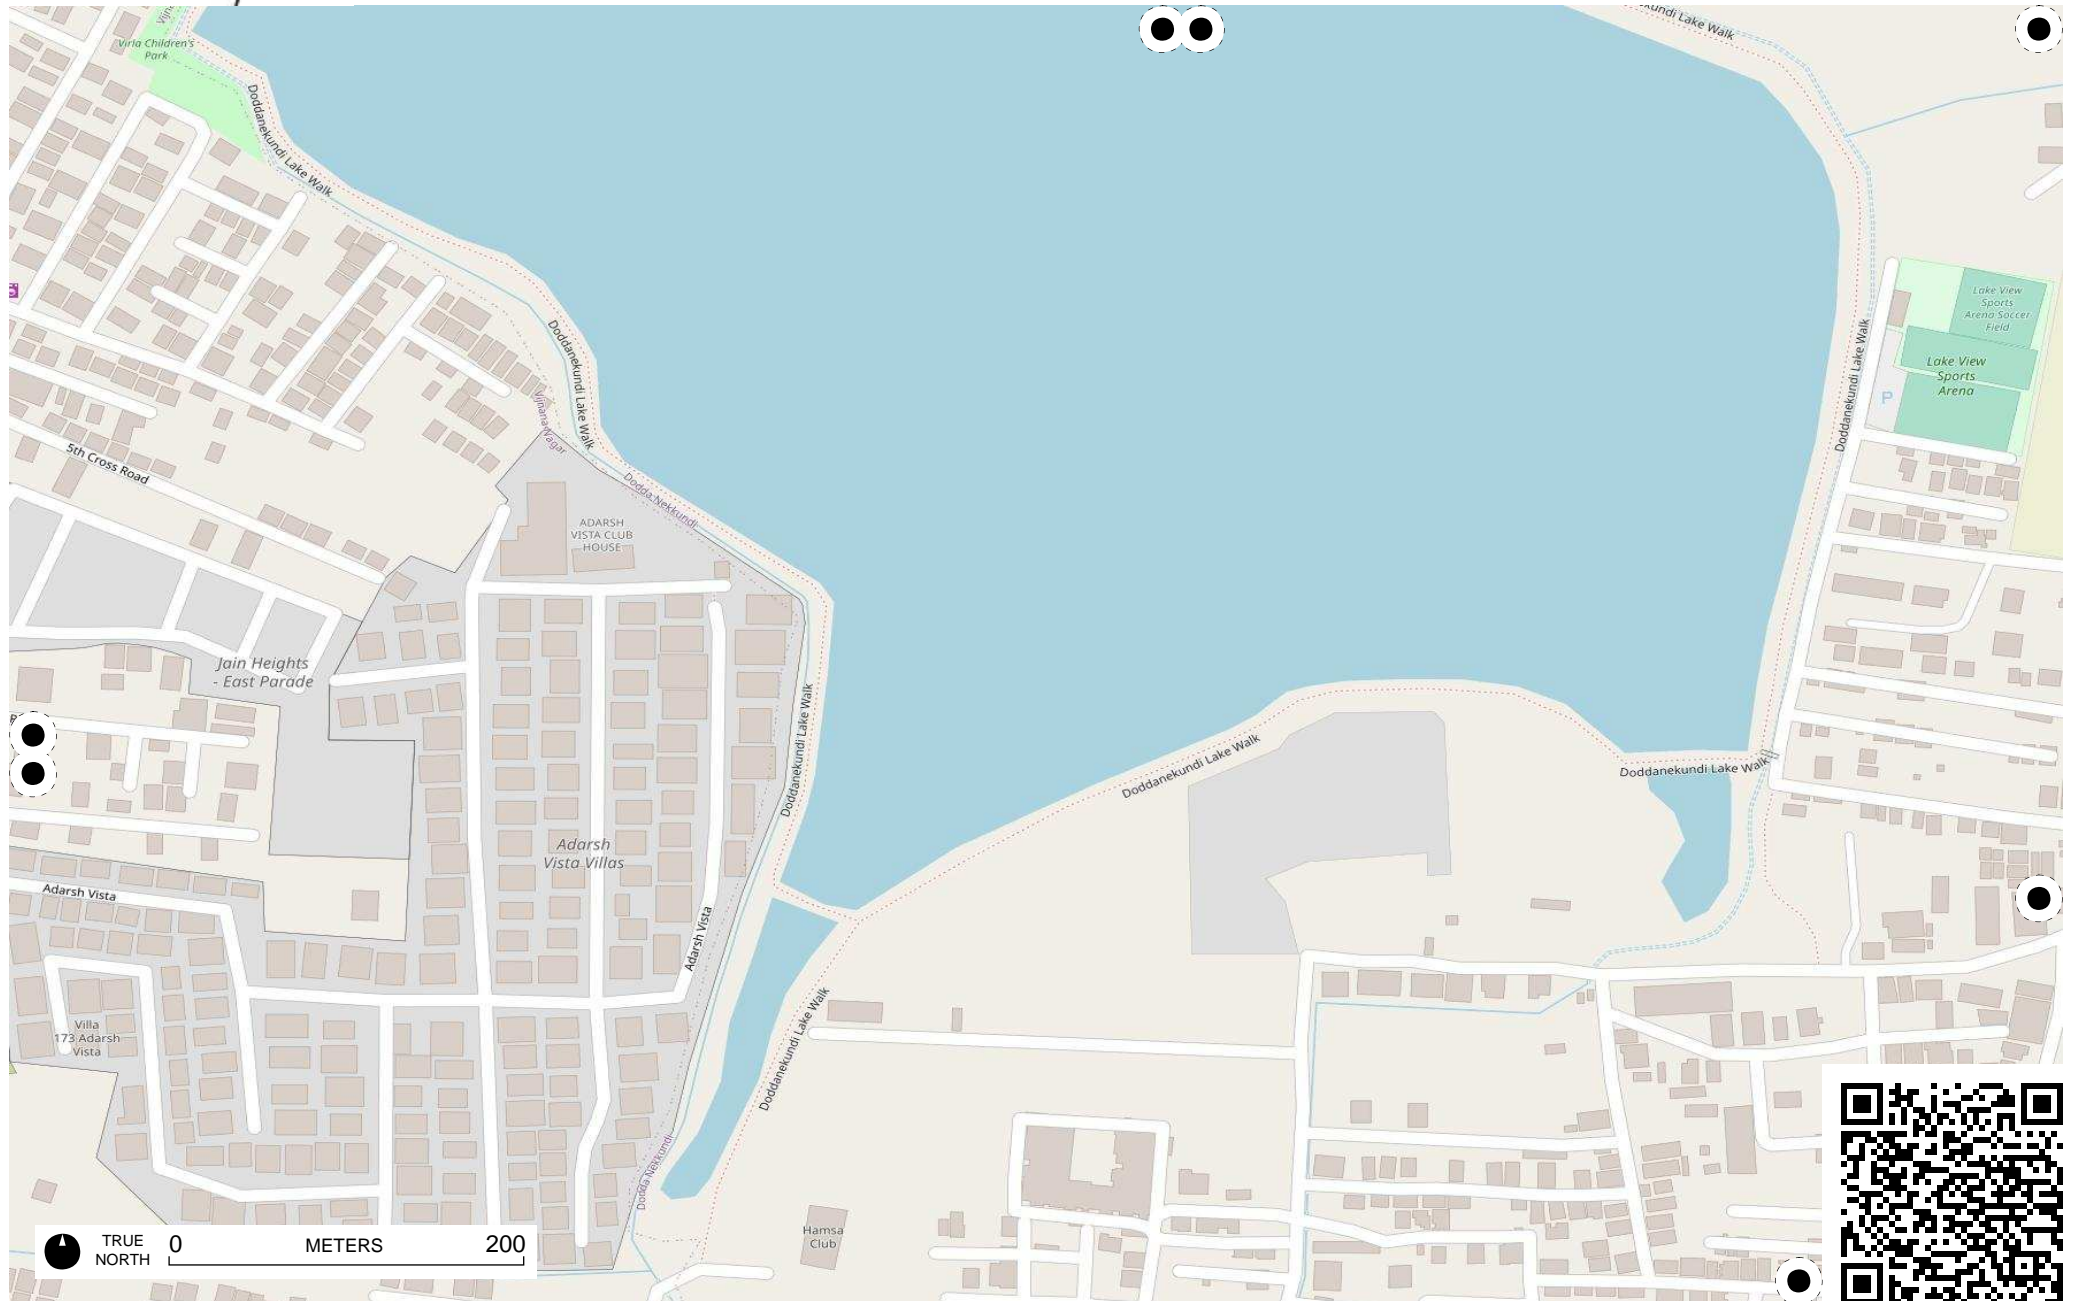 Virla Children's
Park
ekundi Lake Walk
Doddanekundi Lake Walk
Lake View
Sports
Arena Soccer
Field
Doddanekundi Lake Walk
Doddanekundi Lake Walk
Lake View
Sports
Arena
P
Vijnana Nagar
5th Cross Road
Dodda Nekkundi
ADARSH
VISTA CLUB
HOUSE
Jain Heights
- East Parade
Doddanekundi Lake Walk
Doddanekundi Lake Walk
Doddanekundi Lake Walk
Adarsh
Vista Villas
Adarsh Vista
Adarsh Vista
Villa
173 Adarsh
Vista
Doddanekundi Lake Walk
Dodda Nekkundi
Hamsa
Club
TRUE
NORTH
0 METERS 200